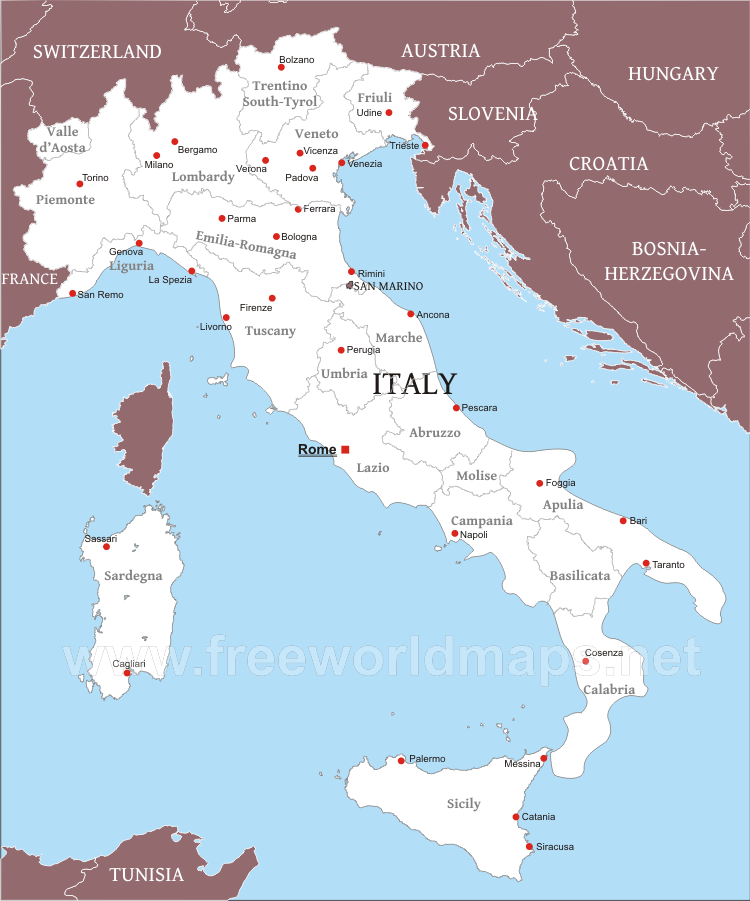 SWITZERLAND
AUSTRIA
HUNGARY
SLOVENIA
CROATIA
BOSNIA-
HERZEGOVINA
FRANCE
Bolzano
Trentino
South-Tyrol
Friuli
Udine
Trieste
Valle
d'Aosta
Veneto
Vicenza
Venezia
Verona
Padova
Bergamo
Milano
Lombardy
Torino
Piemonte
Ferrara
Parma
Bologna
Emilia-Romagna
Genova
Liguria
La Spezia
San Remo
Rimini
SAN MARINO
Firenze
Livorno
Tuscany
Ancona
Marche
Perugia
Umbria
ITALY
Pescara
Abruzzo
Rome
Lazio
Molise
Foggia
Apulia
Campania
Napoli
Bari
Taranto
Basilicata
Sassari
Sardegna
Cagliari
www.freeworldmaps.net
Cosenza
Calabria
Palermo
Messina
Sicily
Catania
Siracusa
TUNISIA